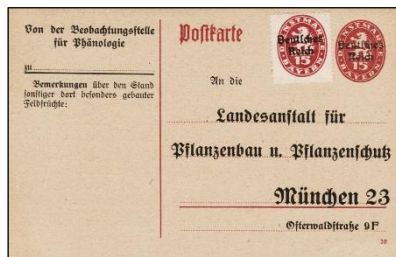 Von der Beobachtungsstelle
für Phänologie
zu
Bemerkungen über den Stand
sonstiger dort besonders gebauter
Feldfrüchte:
Postkarte
Deutsches
Reich
15
Deutsches
Reich
15
An die
Landesanstalt für
Pflanzenbau u. Pflanzenschutz
München 23
Osterwaldstraße 9F